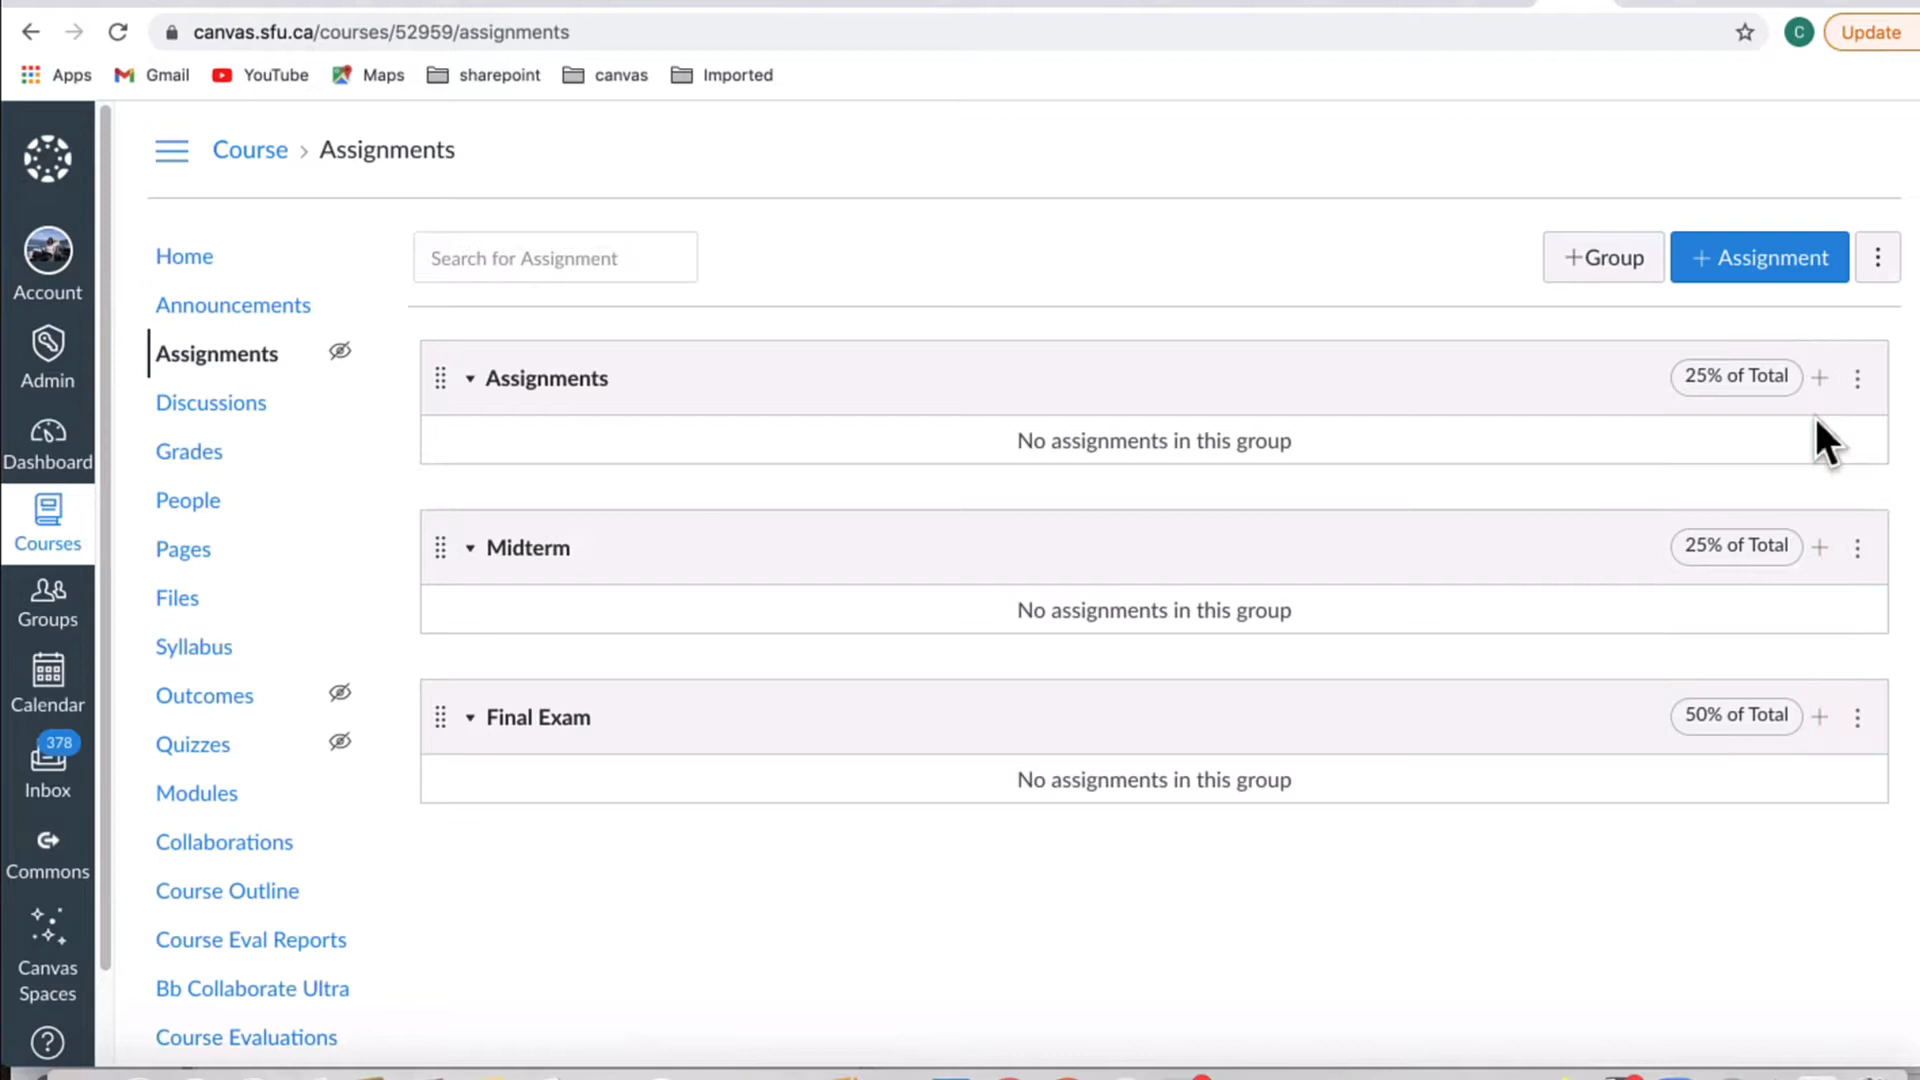 canvas.sfu.ca/courses/52959/assignments
C
Update
Apps
Gmail
YouTube
Maps
sharepoint
canvas
Imported
Course › Assignments
Account
Admin
Dashboard
Courses
Groups
Calendar
378
Inbox
Commons
Canvas
Spaces
?
Home
Announcements
Assignments
Discussions
Grades
People
Pages
Files
Syllabus
Outcomes
Quizzes
Modules
Collaborations
Course Outline
Course Eval Reports
Bb Collaborate Ultra
Course Evaluations
Search for Assignment
+Group
+ Assignment
Assignments
25% of Total
+
No assignments in this group
Midterm
25% of Total
+
No assignments in this group
Final Exam
50% of Total
+
No assignments in this group